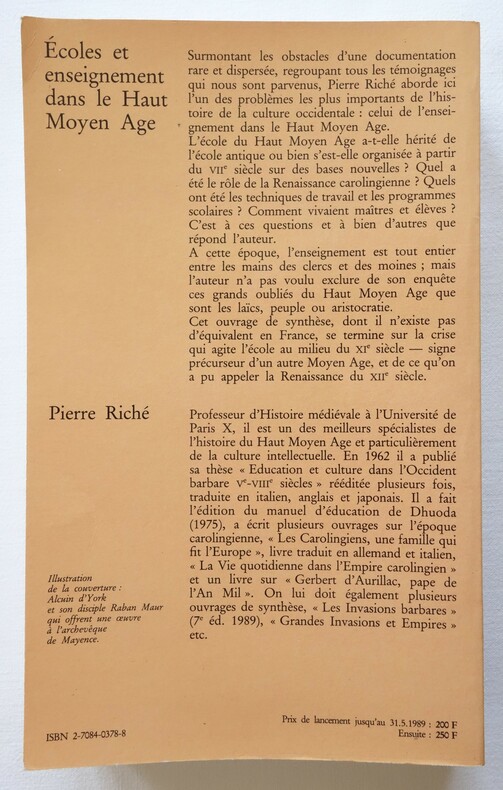 Écoles et
enseignement
dans le Haut
Moyen Age
Surmontant les obstacles d'une documentation
rare et dispersée, regroupant tous les témoignages
qui nous sont parvenus, Pierre Riché aborde ici
l'un des problèmes les plus importants de l'his-
toire de la culture occidentale : celui de l'ensei-
gnement dans le Haut Moyen Age.
L'école du Haut Moyen Age a-t-elle hérité de
l'école antique ou bien s'est-elle organisée à partir
du VIIe siècle sur des bases nouvelles ? Quel a
été le rôle de la Renaissance carolingienne ? Quels
ont été les techniques de travail et les programmes
scolaires ? Comment vivaient maîtres et élèves ?
C'est à ces questions et à bien d'autres que
répond l'auteur.
A cette époque, l'enseignement est tout entier
entre les mains des clercs et des moines ; mais
l'auteur n'a pas voulu exclure de son enquête
ces grands oubliés du Haut Moyen Age que
sont les laïcs, peuple ou aristocratie.
Cet ouvrage de synthèse, dont il n'existe pas
d'équivalent en France, se termine sur la crise
qui agite l'école au milieu du XIe siècle — signe
précurseur d'un autre Moyen Age, et de ce qu'on
a pu appeler la Renaissance du XIIe siècle.
Pierre Riché
Professeur d'Histoire médiévale à l'Université de
Paris X, il est un des meilleurs spécialistes de
l'histoire du Haut Moyen Age et particulièrement
de la culture intellectuelle. En 1962 il a publié
sa thèse « Education et culture dans l'Occident
barbare Ve-VIIIe siècles » rééditée plusieurs fois,
traduite en italien, anglais et japonais. Il a fait
l'édition du manuel d'éducation de Dhuoda
(1975), a écrit plusieurs ouvrages sur l'époque
carolingienne, « Les Carolingiens, une famille qui
fit l'Europe », livre traduit en allemand et italien,
« La Vie quotidienne dans l'Empire carolingien »
et un livre sur « Gerbert d'Aurillac, pape de
l'An Mil ». On lui doit également plusieurs
ouvrages de synthèse, « Les Invasions barbares »
(7e éd. 1989), « Grandes Invasions et Empires »
etc.
Illustration
de la couverture :
Alcuin d'York
et son disciple Raban Maur
qui offrent une œuvre
à l'archevêque
de Mayence.
Prix de lancement jusqu'au 31.5.1989 : 200 F
Ensuite : 250 F
ISBN 2-7084-0378-8